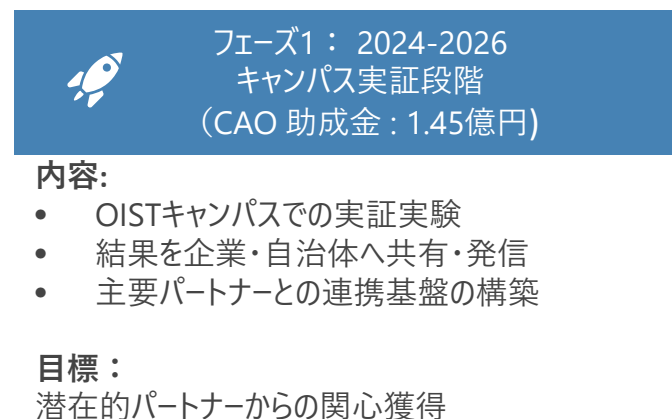 フェーズ1： 2024-2026
キャンパス実証段階
（CAO 助成金 : 1.45億円)
内容:
• OISTキャンパスでの実証実験
• 結果を企業・自治体へ共有・発信
• 主要パートナーとの連携基盤の構築
目標：
潜在的パートナーからの関心獲得